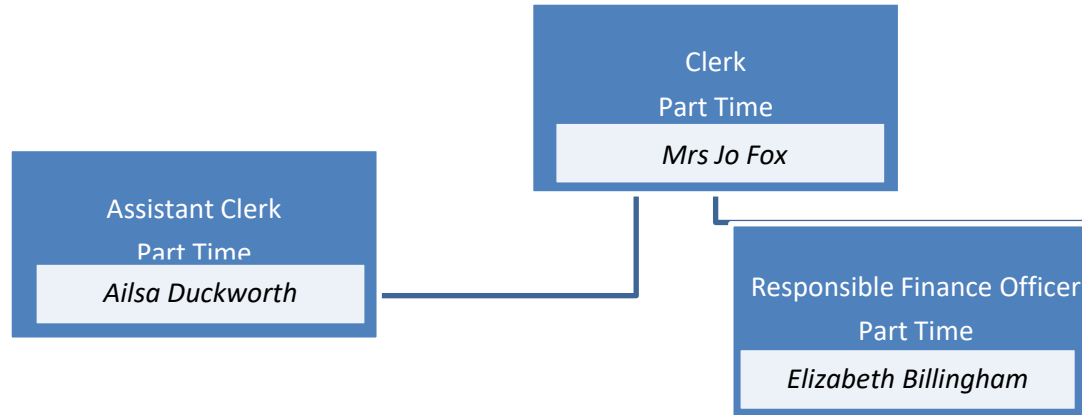 Clerk
Part Time
Mrs Jo Fox
Assistant Clerk
Part Time
Ailsa Duckworth
Responsible Finance Officer
Part Time
Elizabeth Billingham